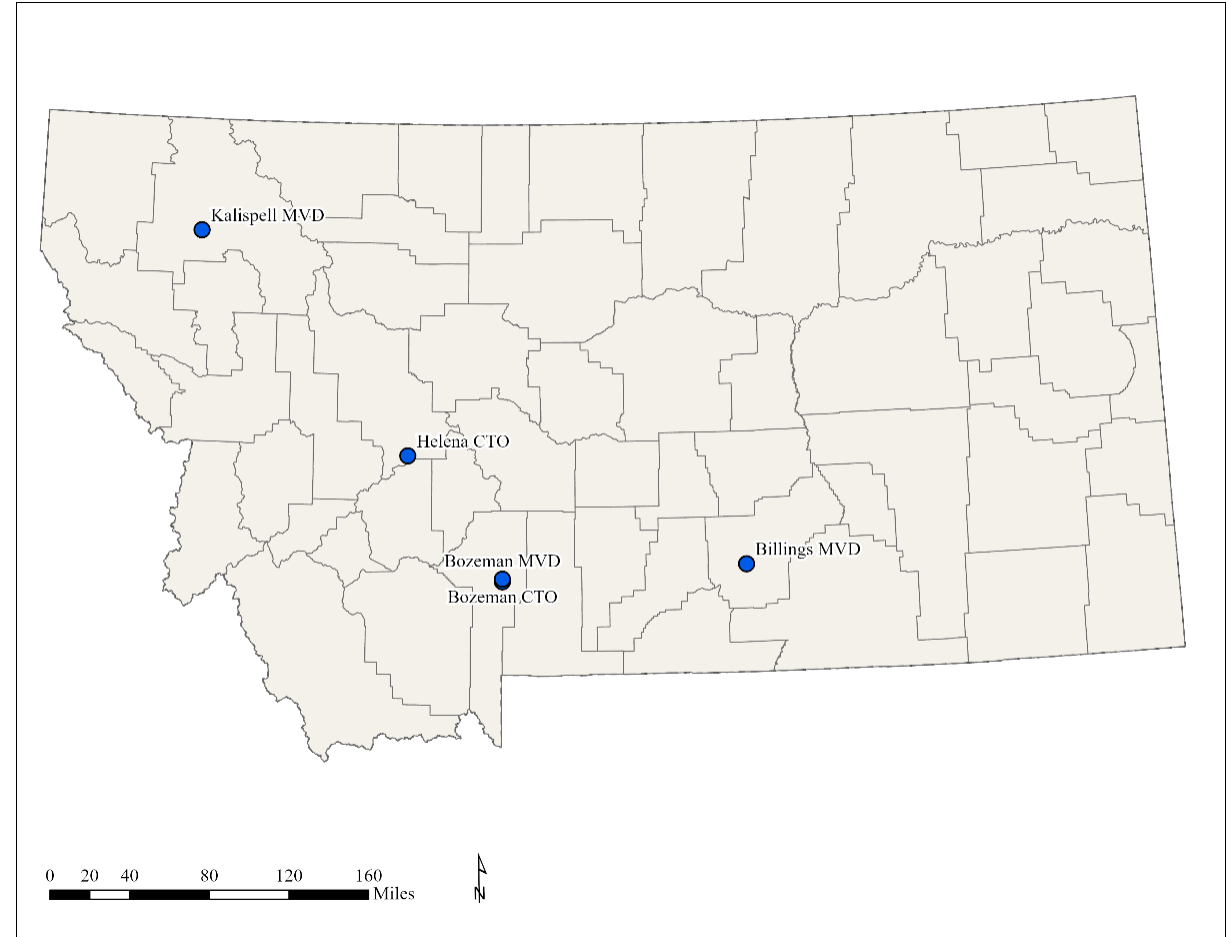 Kalispell MVD
Helena CTO
Billings MVD
Bozeman MVD
Bozeman CTO
0 20 40 80 120 160
Miles
N